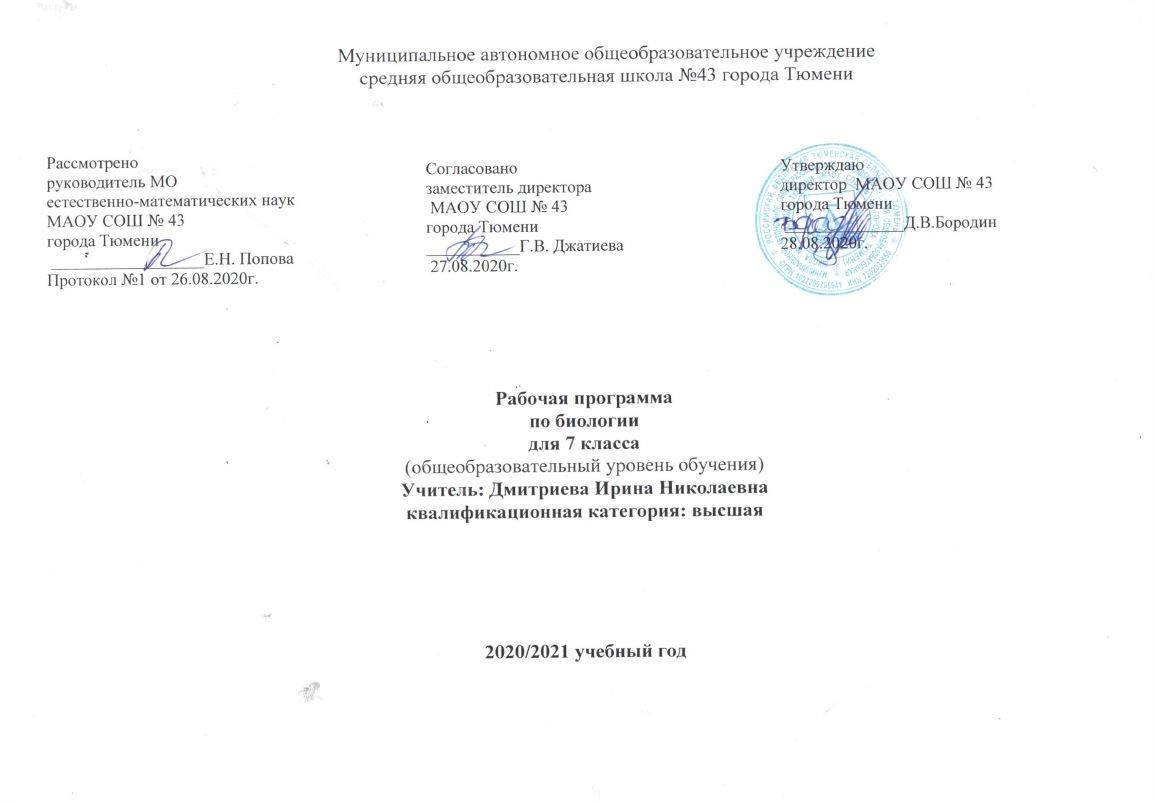 Муниципальное автономное общеобразовательное учреждение
средняя общеобразовательная школа №43 города Тюмени
Рассмотрено
руководитель МО
естественно-математических наук
МАОУ СОШ № 43
города Тюмени
__________________Е.Н. Попова
Протокол №1 от 26.08.2020г.
Согласовано
заместитель директора
МАОУ СОШ № 43
города Тюмени
___________Г.В. Джатиева
27.08.2020г.
Утверждаю
директор МАОУ СОШ № 43
города Тюмени
______________Д.В.Бородин
28.08.2020г.
Рабочая программа
по биологии
для 7 класса
(общеобразовательный уровень обучения)
Учитель: Дмитриева Ирина Николаевна
квалификационная категория: высшая
2020/2021 учебный год